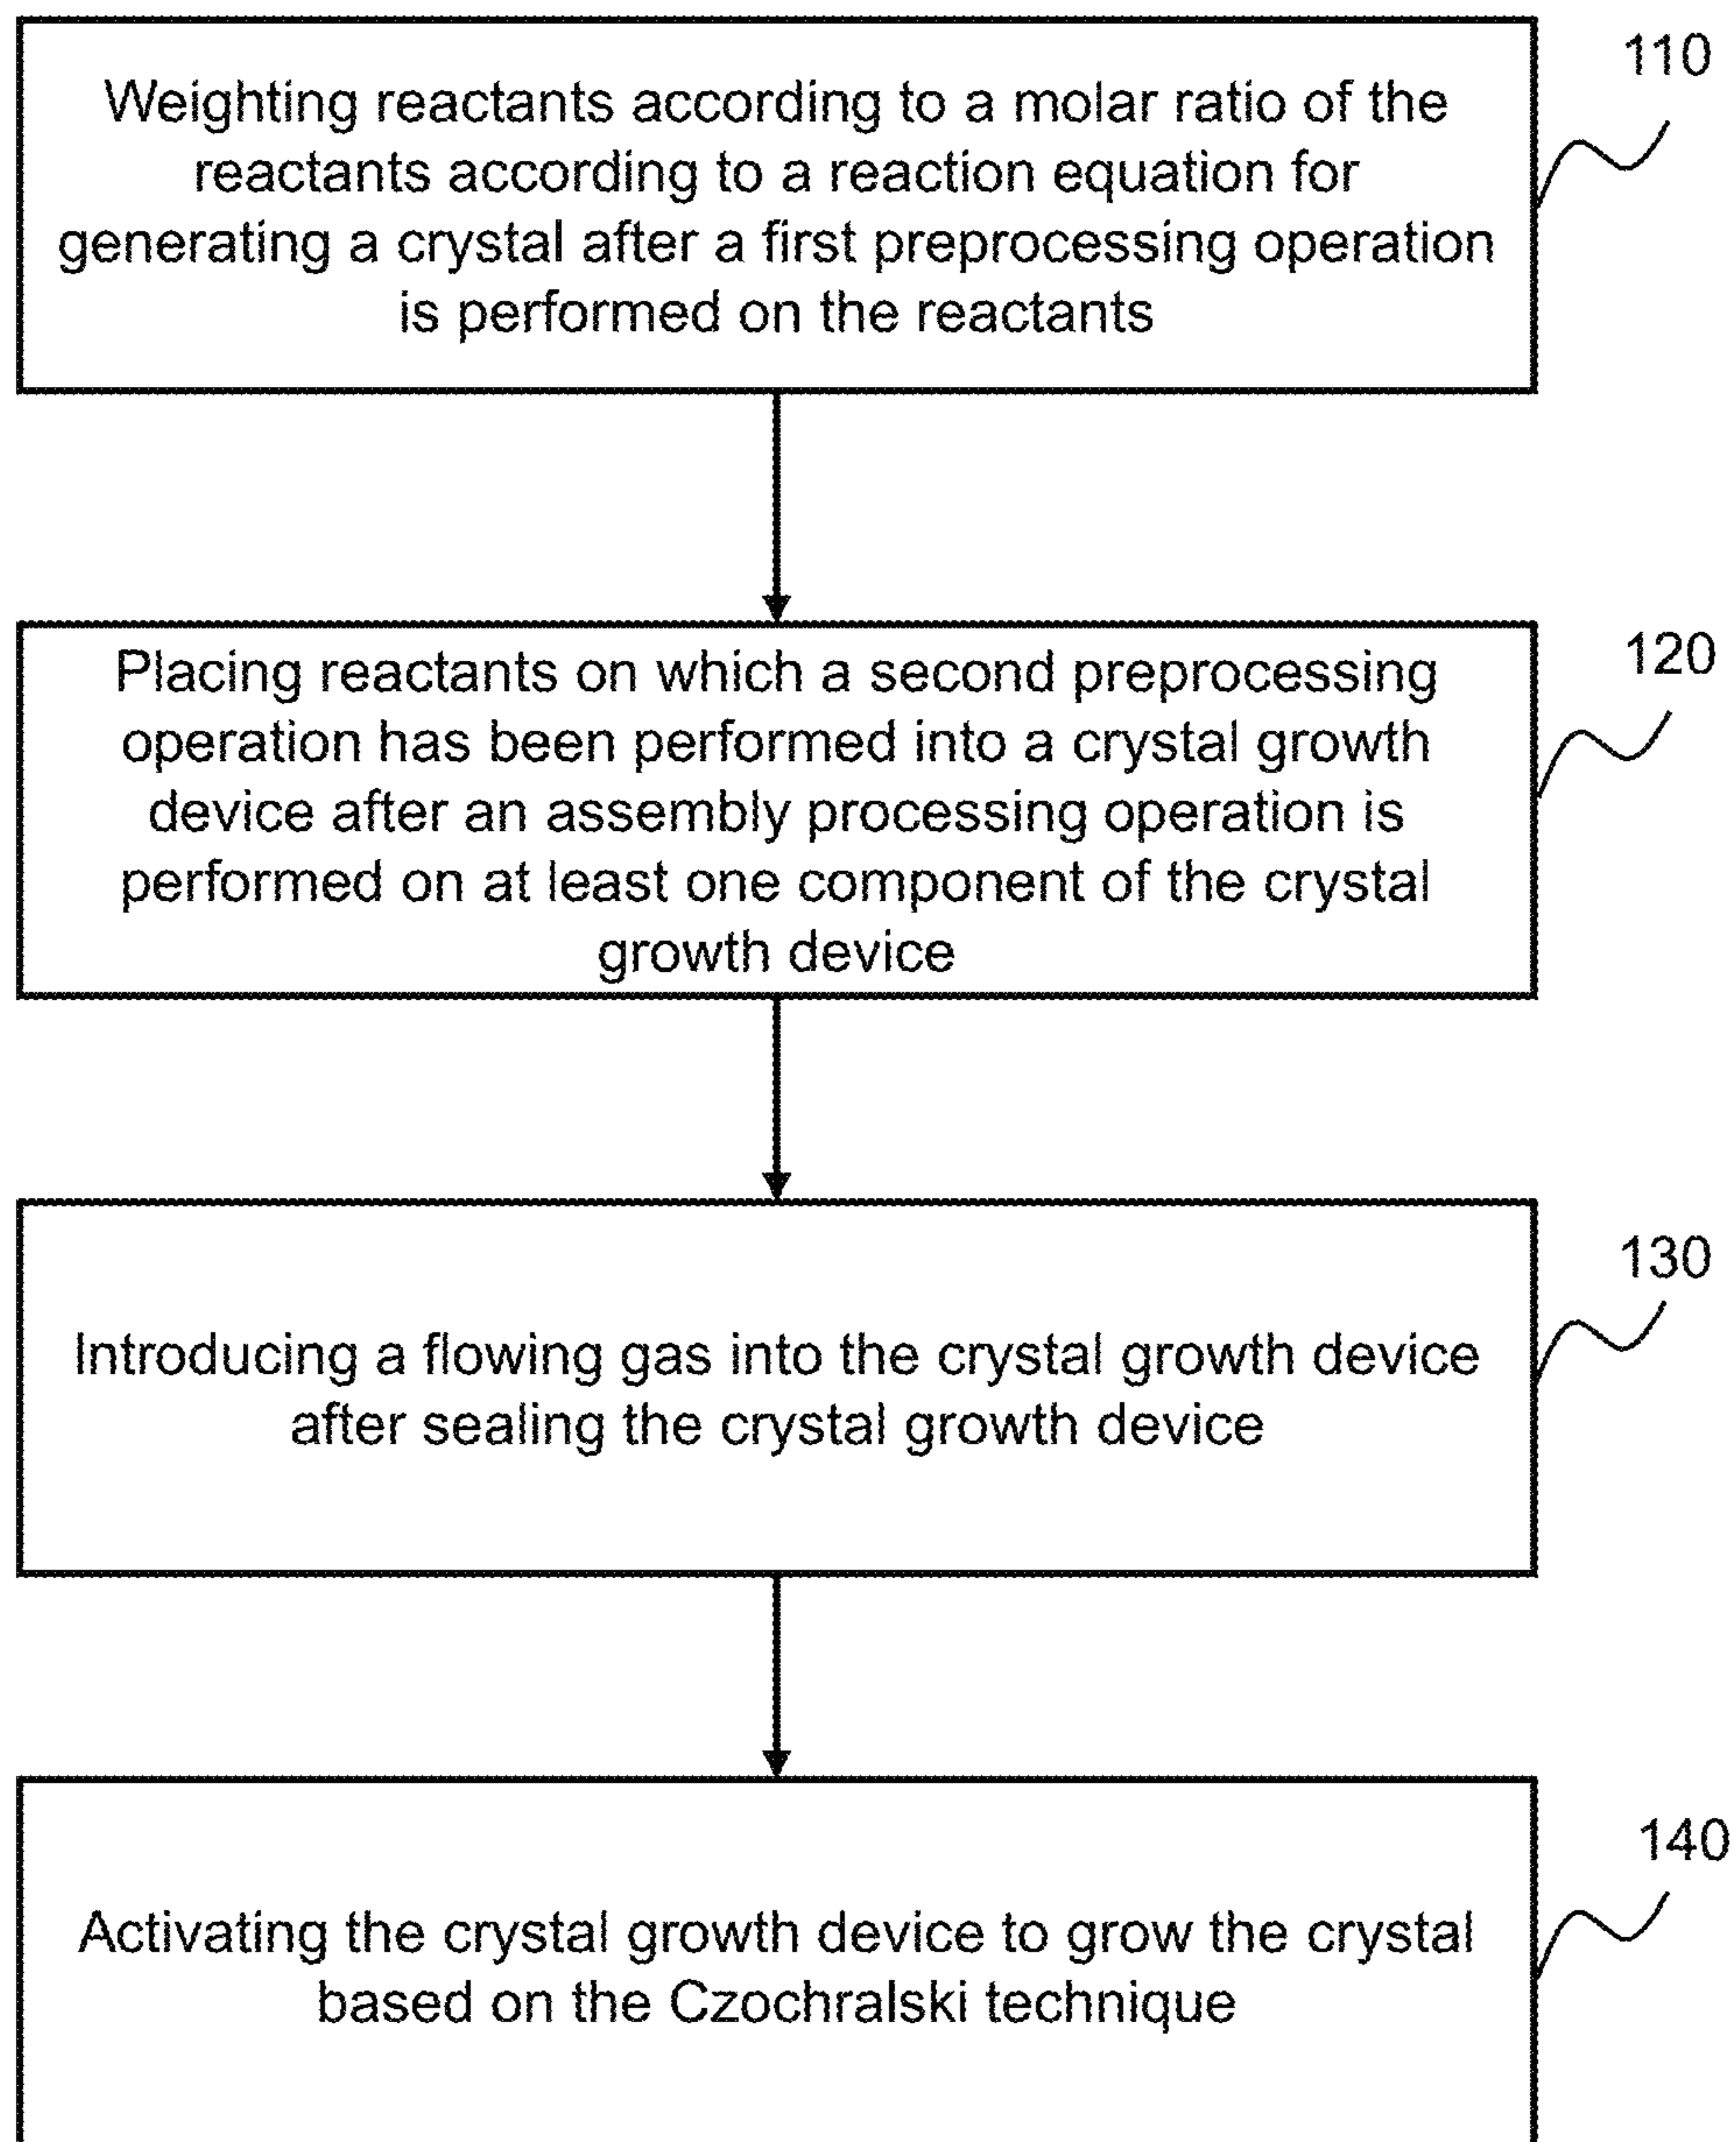 110
Weighting reactants according to a molar ratio of the
reactants according to a reaction equation for
generating a crystal after a first preprocessing operation
is performed on the reactants
120
Placing reactants on which a second preprocessing
operation has been performed into a crystal growth
device after an assembly processing operation is
performed on at least one component of the crystal
growth device
130
Introducing a flowing gas into the crystal growth device
after sealing the crystal growth device
140
Activating the crystal growth device to grow the crystal
based on the Czochralski technique